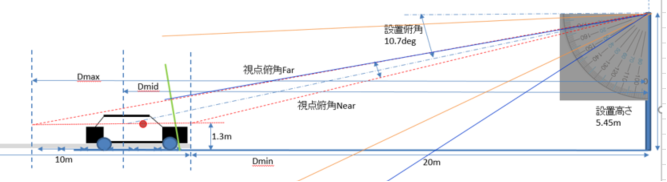 設置俯角
10.7deg
視点俯角Far
Dmax
Dmid
視点俯角Near
設置高さ
5.45m
1.3m
10m
Dmin
20m